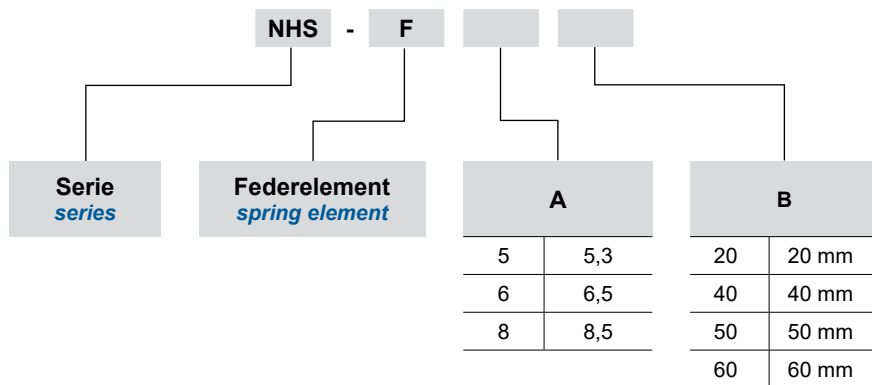 NHS - F
Serie
series
Federelement
spring element
A
B
5 5,3
6 6,5
8 8,5
20 20 mm
40 40 mm
50 50 mm
60 60 mm